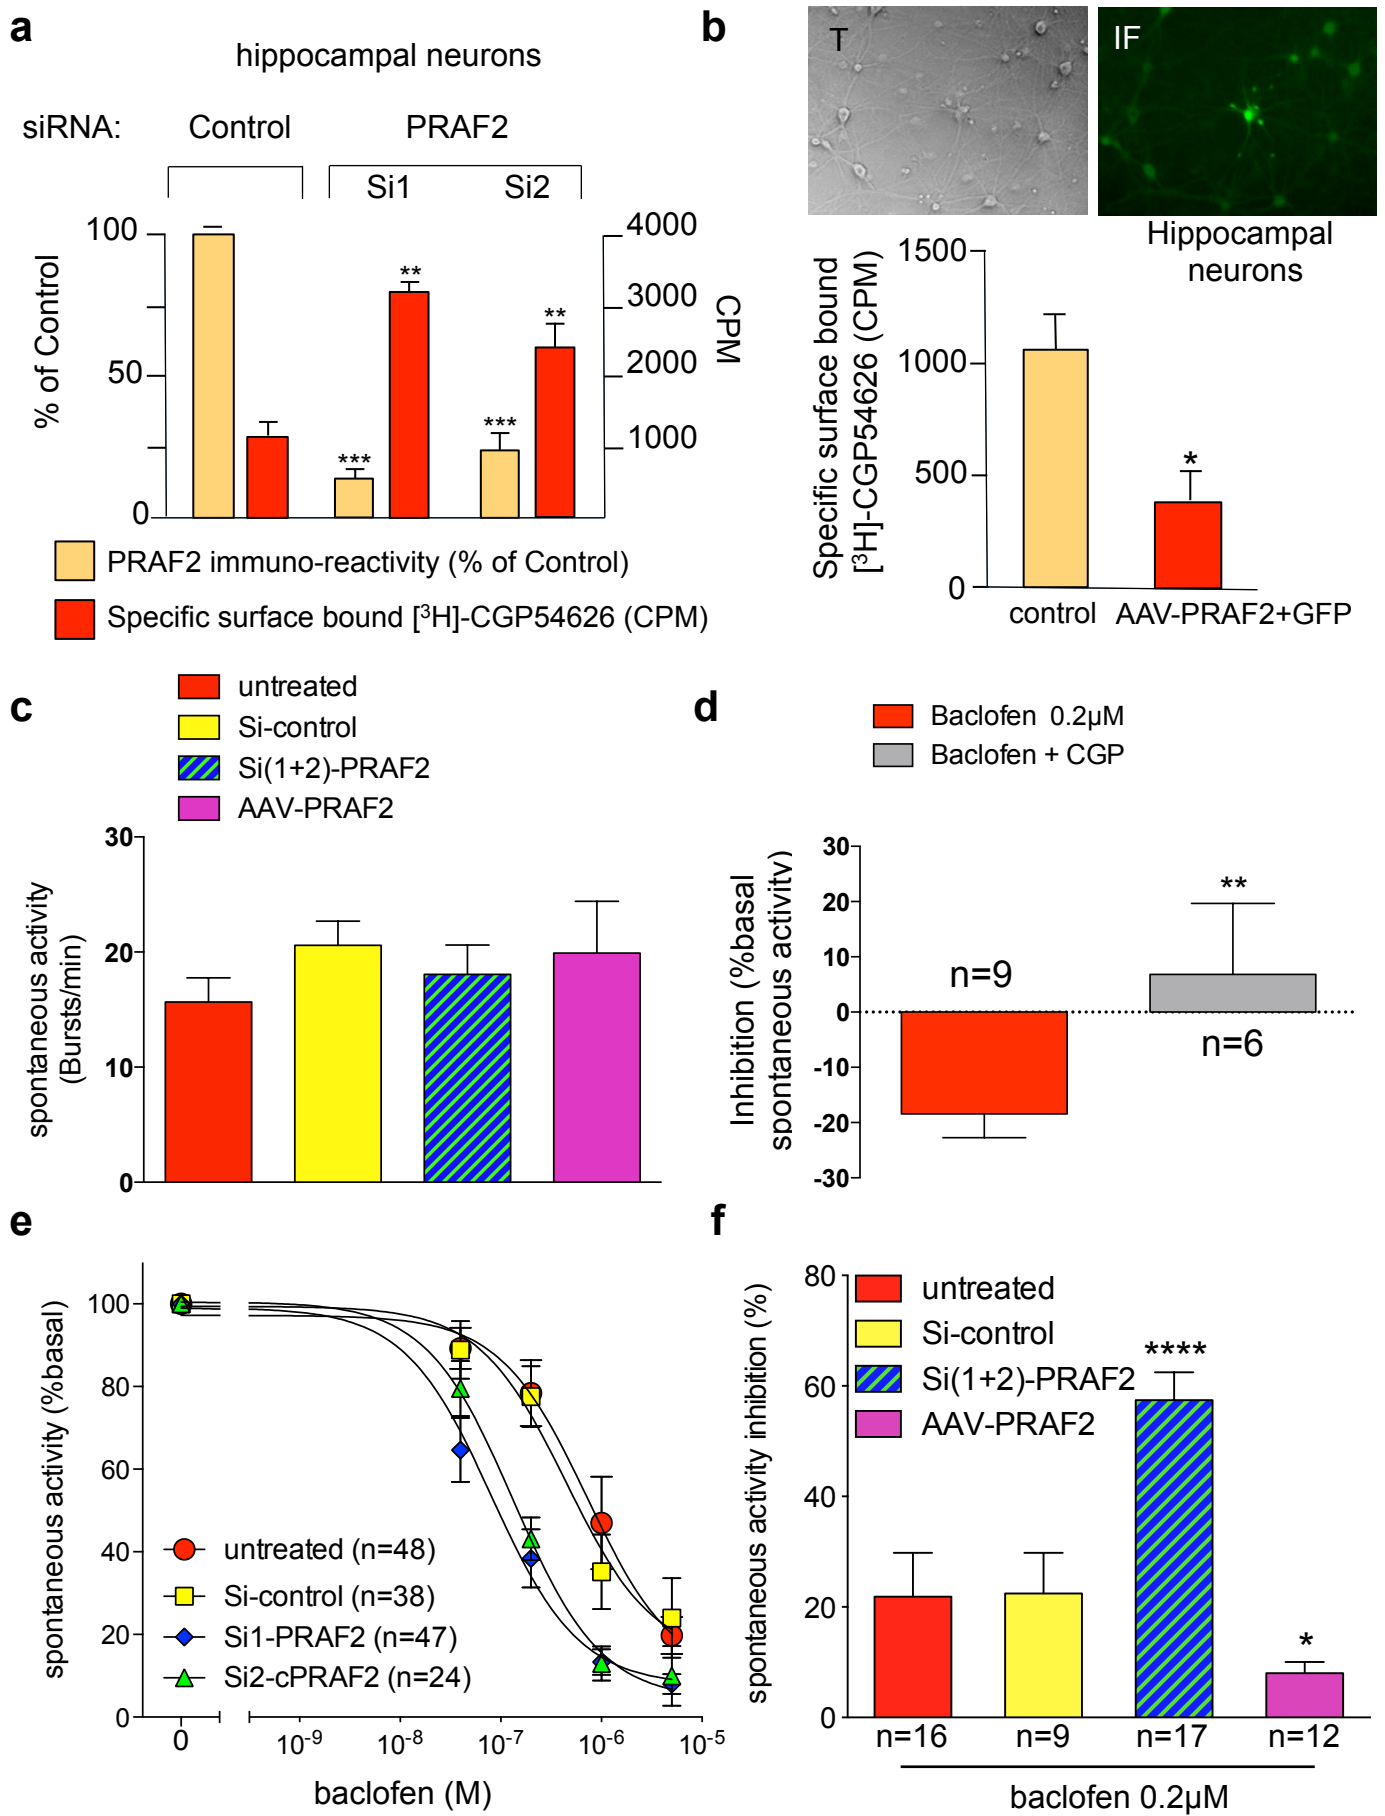 a
hippocampal neurons
siRNA: Control PRAF2
Si1 Si2
100
50
0
% of Control
4000
3000
2000
1000
CPM
**
**
***
***
PRAF2 immuno-reactivity (% of Control)
Specific surface bound [³H]-CGP54626 (CPM)
b
T
IF
Hippocampal
neurons
Specific surface bound
[³H]-CGP54626 (CPM)
1500
1000
500
0
*
control AAV-PRAF2+GFP
c
untreated
Si-control
Si(1+2)-PRAF2
AAV-PRAF2
spontaneous activity
(Bursts/min)
30
20
10
0
d
Baclofen 0.2µM
Baclofen + CGP
Inhibition (%basal
spontaneous activity)
30
20
10
0
-10
-20
-30
**
n=9
n=6
e
spontaneous activity (%basal)
100
80
60
40
20
0
untreated (n=48)
Si-control (n=38)
Si1-PRAF2 (n=47)
Si2-cPRAF2 (n=24)
0 10⁻⁹ 10⁻⁸ 10⁻⁷ 10⁻⁶ 10⁻⁵
baclofen (M)
f
spontaneous activity inhibition (%)
80
60
40
20
0
untreated
Si-control
Si(1+2)-PRAF2
AAV-PRAF2
****
*
n=16 n=9 n=17 n=12
baclofen 0.2µM